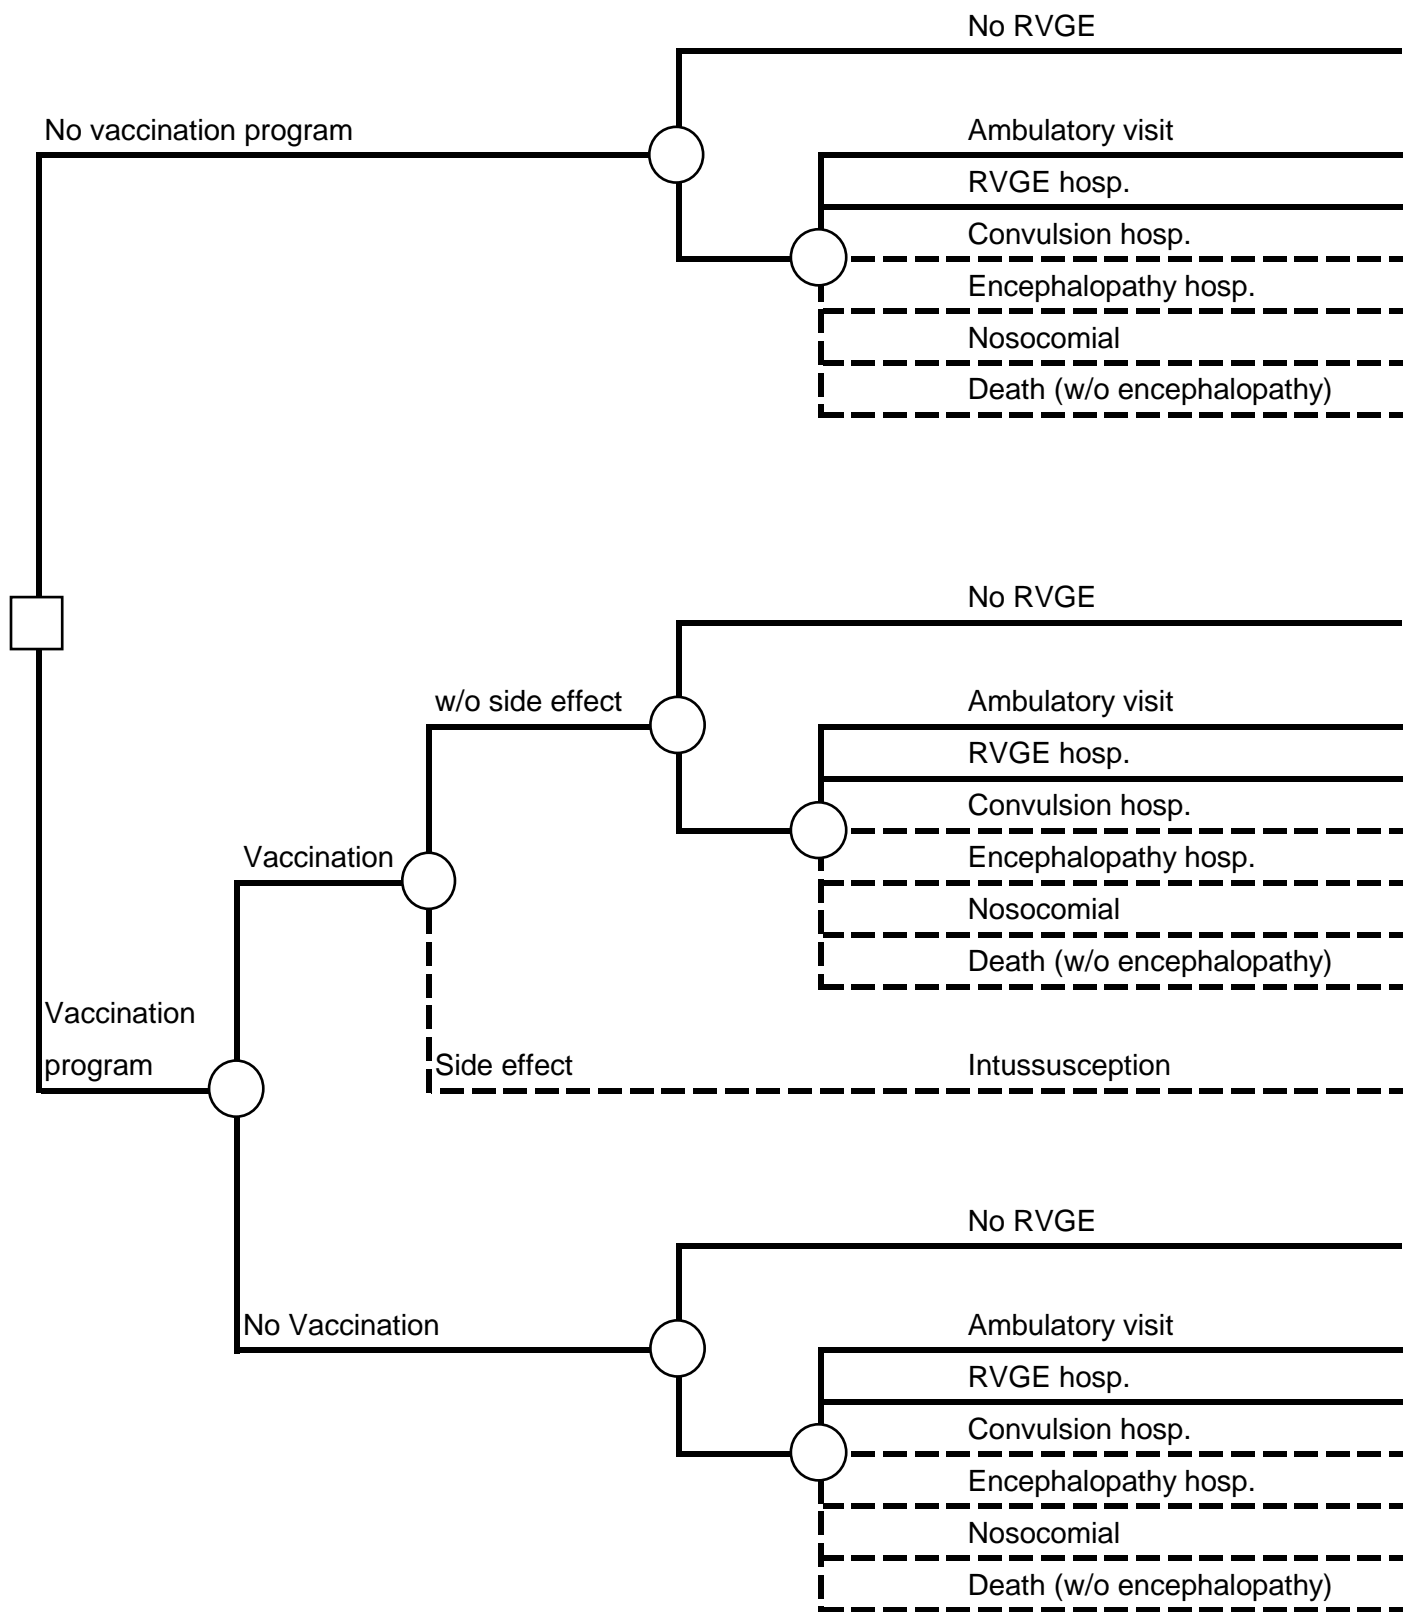 No RVGE
No vaccination program
Ambulatory visit
RVGE hosp.
Convulsion hosp.
Encephalopathy hosp.
Nosocomial
Death (w/o encephalopathy)
No RVGE
w/o side effect
Ambulatory visit
RVGE hosp.
Convulsion hosp.
Vaccination
Encephalopathy hosp.
Nosocomial
Death (w/o encephalopathy)
Vaccination
program
Side effect
Intussusception
No RVGE
No Vaccination
Ambulatory visit
RVGE hosp.
Convulsion hosp.
Encephalopathy hosp.
Nosocomial
Death (w/o encephalopathy)